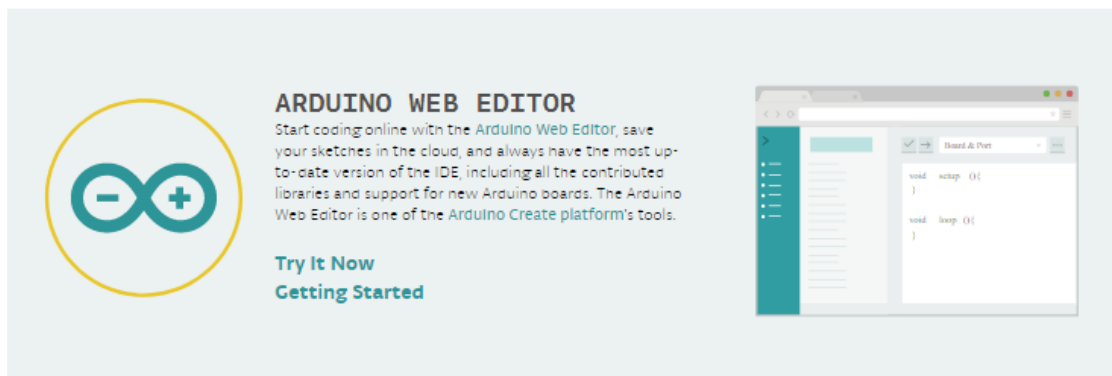 ARDUINO WEB EDITOR
Start coding online with the Arduino Web Editor, save
your sketches in the cloud, and always have the most up-
to-date version of the IDE, including all the contributed
libraries and support for new Arduino boards. The Arduino
Web Editor is one of the Arduino Create platform's tools.
Try It Now
Getting Started
Board & Port
void setup (){
}
void loop (){
}